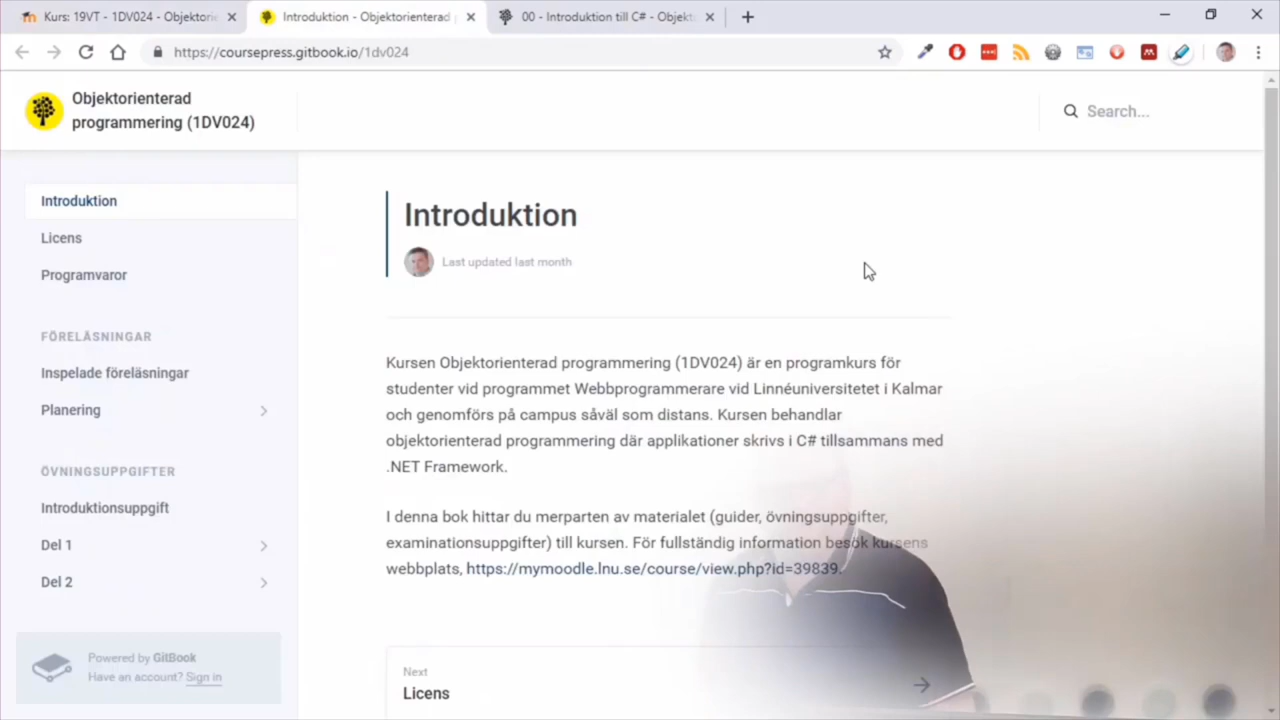 Kurs: 19VT - 1DV024 - Objektorie
Introduktion - Objektorienterad p
00 - Introduktion till C# - Objekt
https://coursepress.gitbook.io/1dv024
Objektorienterad
programmering (1DV024)
Search...
Introduktion
Licens
Programvaror
FÖRELÄSNINGAR
Inspelade föreläsningar
Planering
ÖVNINGSUPPGIFTER
Introduktionsuppgift
Del 1
Del 2
Powered by GitBook
Have an account? Sign in
Introduktion
Last updated last month
Kursen Objektorienterad programmering (1DV024) är en programkurs för
studenter vid programmet Webbprogrammerare vid Linnéuniversitetet i Kalmar
och genomförs på campus såväl som distans. Kursen behandlar
objektorienterad programmering där applikationer skrivs i C# tillsammans med
.NET Framework.
I denna bok hittar du merparten av materialet (guider, övningsuppgifter,
examinationsuppgifter) till kursen. För fullständig information besök kursens
webbplats, https://mymoodle.lnu.se/course/view.php?id=39839.
Next
Licens